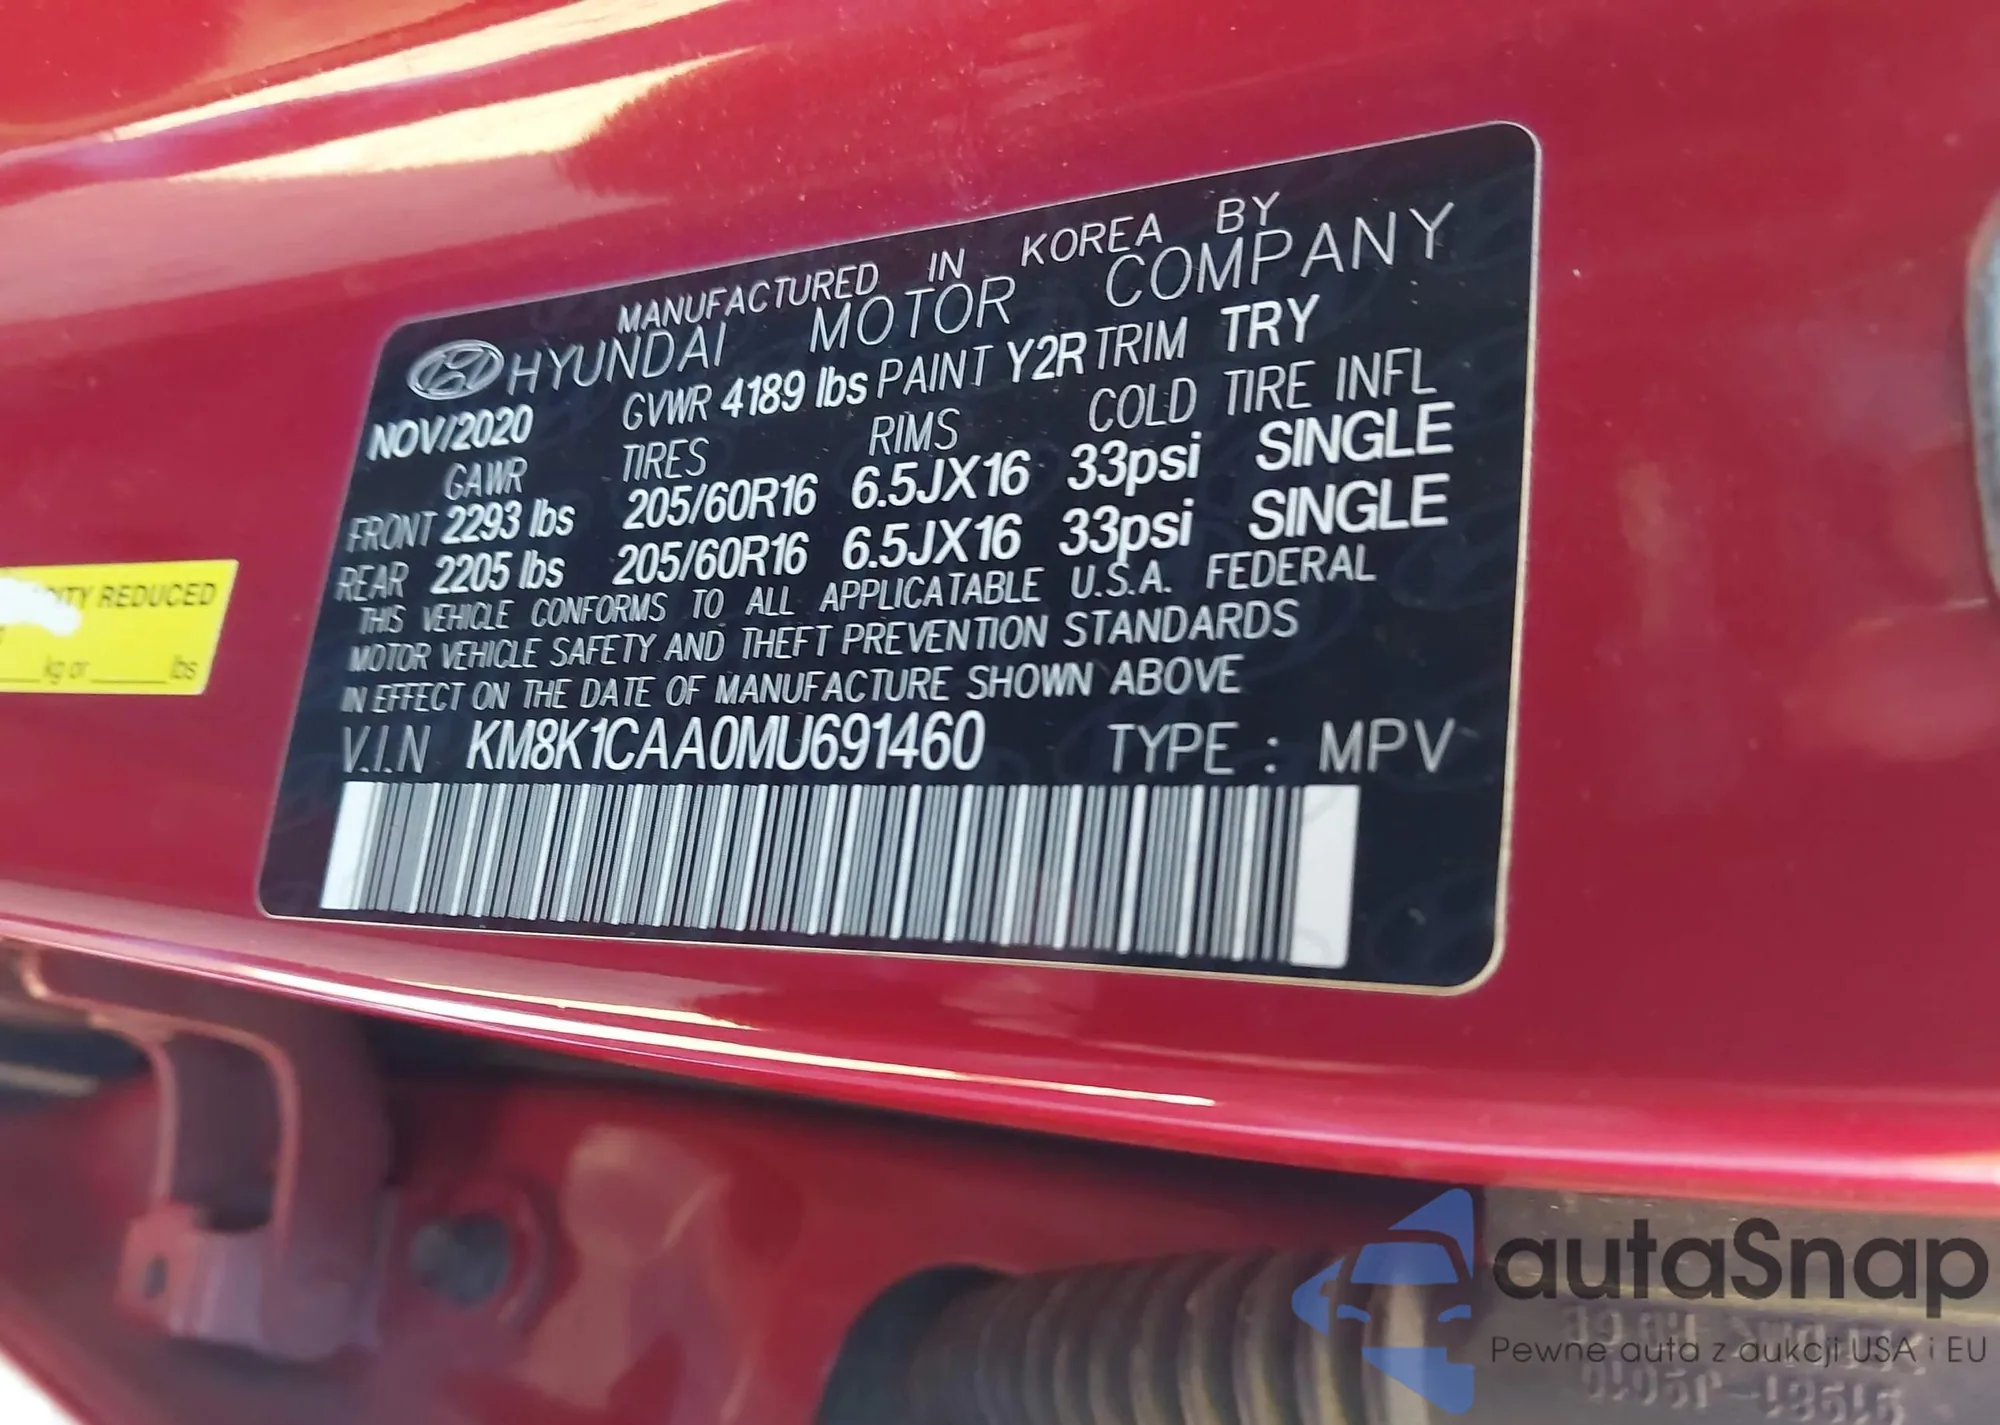 MANUFACTURED IN KOREA BY
HYUNDAI MOTOR COMPANY
NOV/2020 GVWR 4189 lbs PAINT Y2R TRIM TRY
GAWR TIRES RIMS COLD TIRE INFL
FRONT 2293 lbs 205/60R16 6.5JX16 33psi SINGLE
REAR 2205 lbs 205/60R16 6.5JX16 33psi SINGLE
THIS VEHICLE CONFORMS TO ALL APPLICATABLE U.S.A. FEDERAL
MOTOR VEHICLE SAFETY AND THEFT PREVENTION STANDARDS
IN EFFECT ON THE DATE OF MANUFACTURE SHOWN ABOVE
V.I.N KM8K1CAA0MU691460 TYPE : MPV
REDUCED
kg or lbs
autaSnap
Pewne auta z aukcji USA i EU